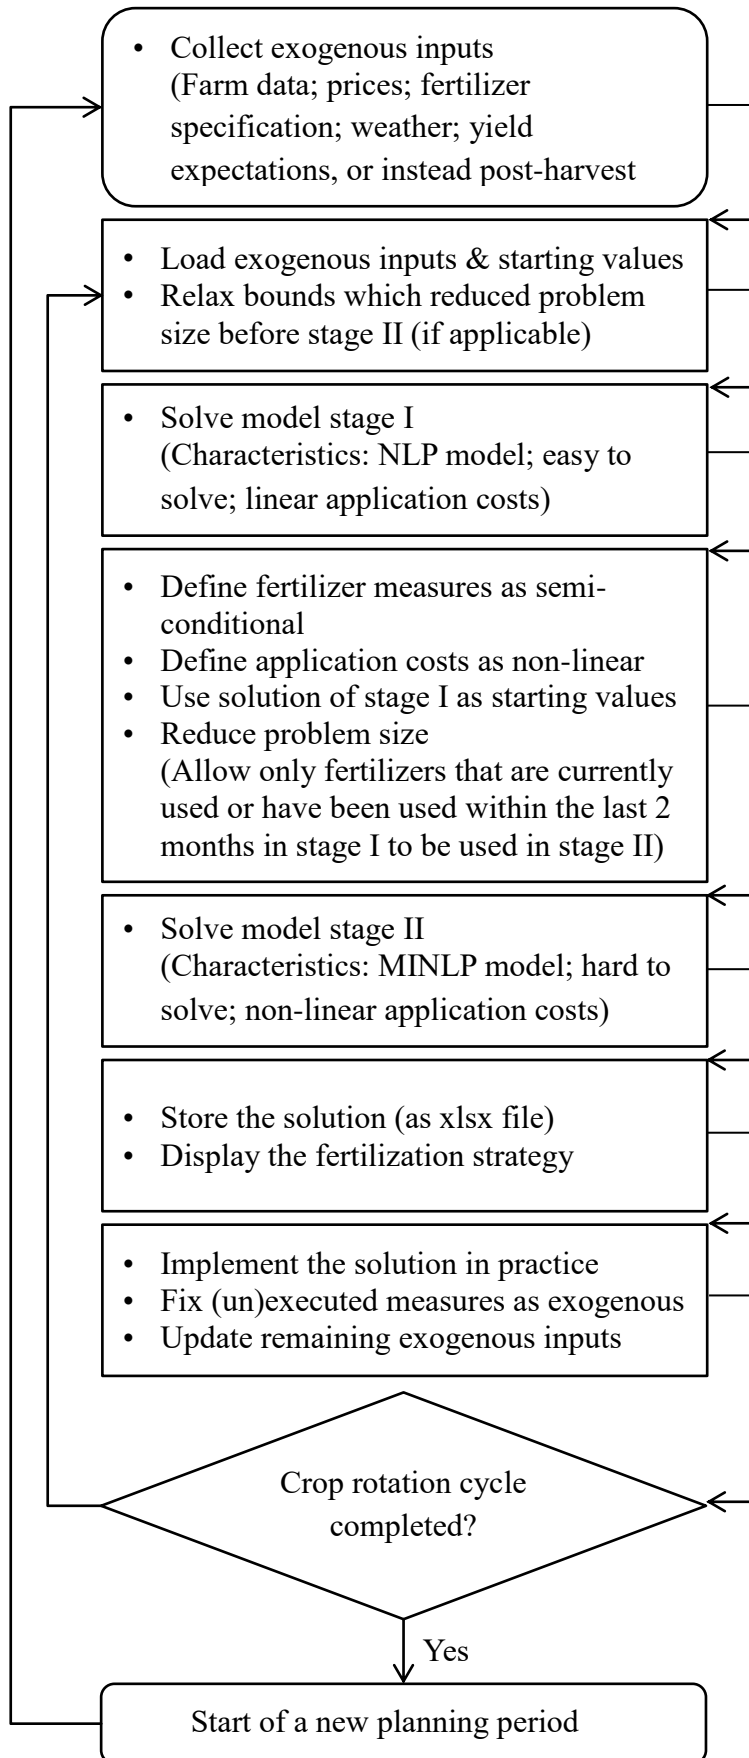 • Collect exogenous inputs
(Farm data; prices; fertilizer
specification; weather; yield
expectations, or instead post-harvest
• Load exogenous inputs & starting values
• Relax bounds which reduced problem
size before stage II (if applicable)
• Solve model stage I
(Characteristics: NLP model; easy to
solve; linear application costs)
• Define fertilizer measures as semi-
conditional
• Define application costs as non-linear
• Use solution of stage I as starting values
• Reduce problem size
(Allow only fertilizers that are currently
used or have been used within the last 2
months in stage I to be used in stage II)
• Solve model stage II
(Characteristics: MINLP model; hard to
solve; non-linear application costs)
• Store the solution (as xlsx file)
• Display the fertilization strategy
• Implement the solution in practice
• Fix (un)executed measures as exogenous
• Update remaining exogenous inputs
Crop rotation cycle
completed?
Yes
Start of a new planning period